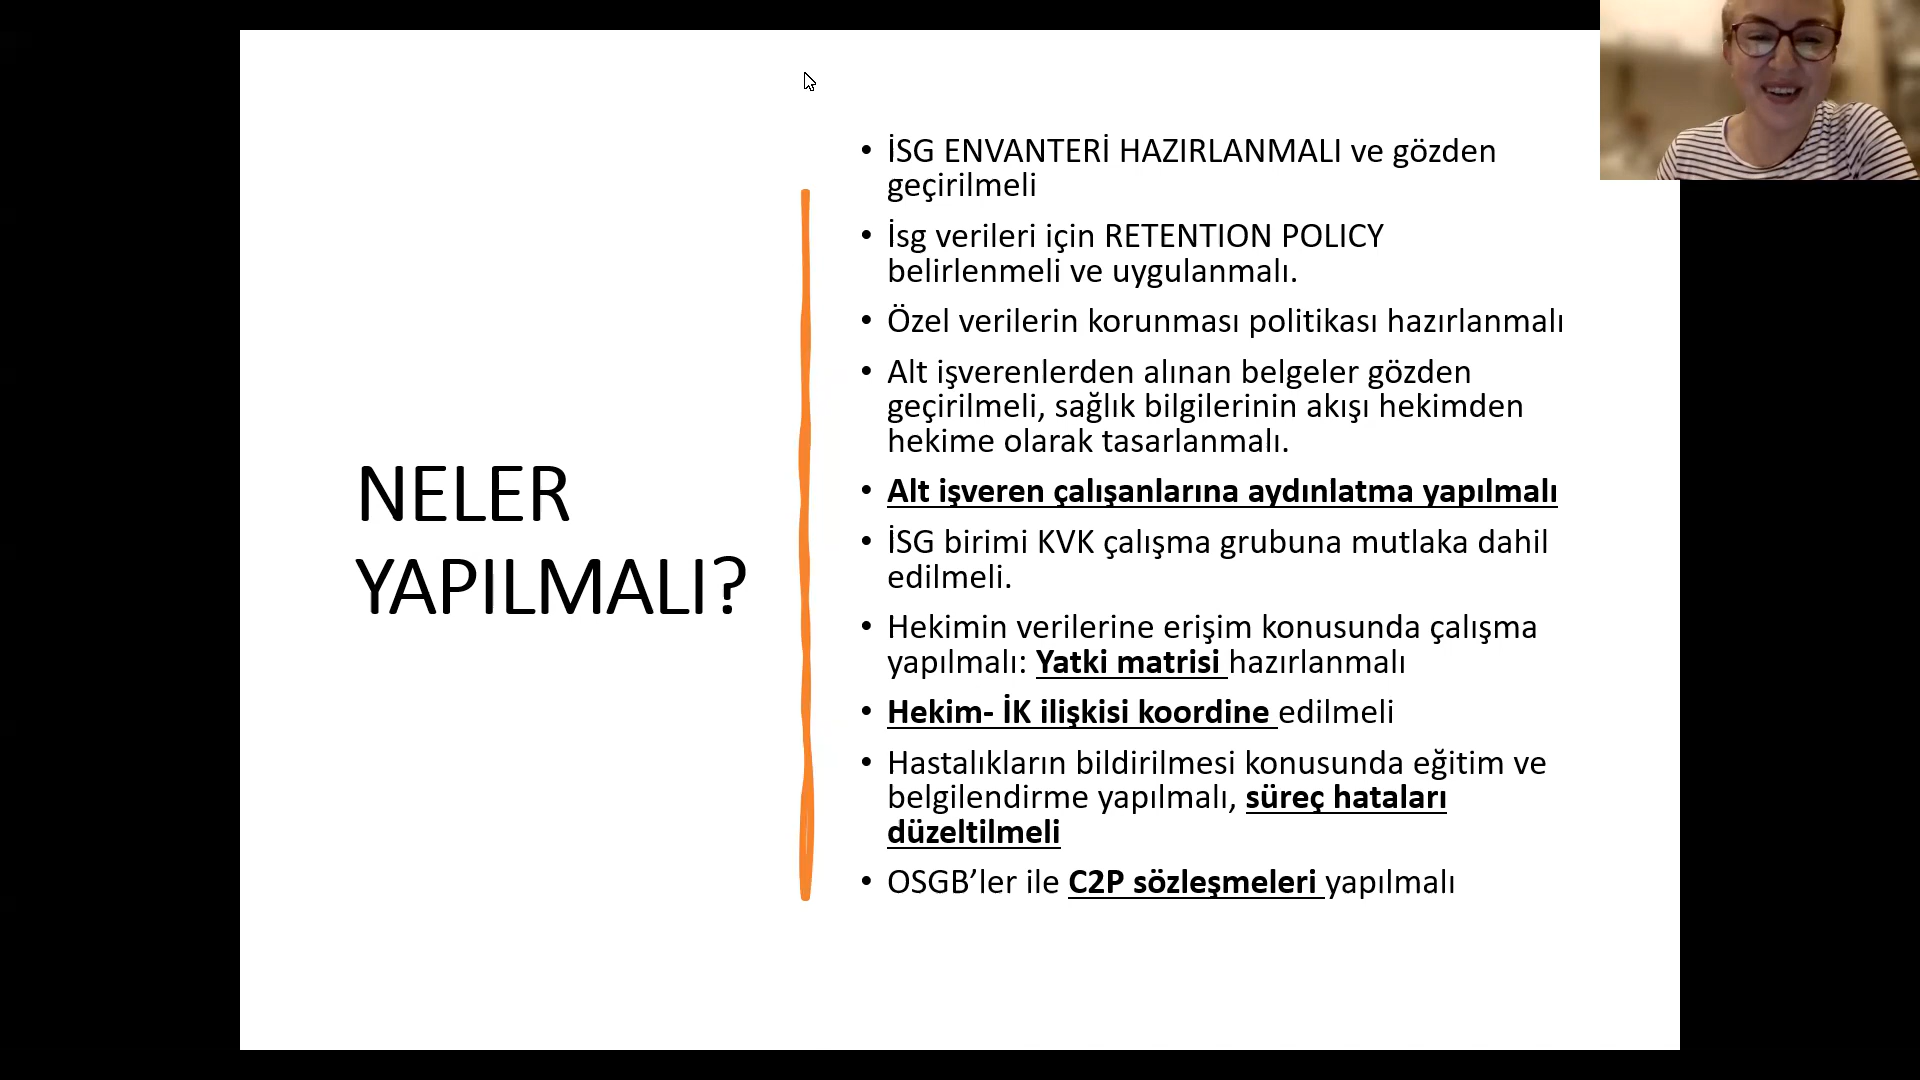 NELER
YAPILMALI?
• İSG ENVANTERİ HAZIRLANMALI ve gözden
geçirilmeli
• İsg verileri için RETENTION POLICY
belirlenmeli ve uygulanmalı.
• Özel verilerin korunması politikası hazırlanmalı
• Alt işverenlerden alınan belgeler gözden
geçirilmeli, sağlık bilgilerinin akışı hekimden
hekime olarak tasarlanmalı.
• Alt işveren çalışanlarına aydınlatma yapılmalı
• İSG birimi KVK çalışma grubuna mutlaka dahil
edilmeli.
• Hekimin verilerine erişim konusunda çalışma
yapılmalı: Yatki matrisi hazırlanmalı
• Hekim- İK ilişkisi koordine edilmeli
• Hastalıkların bildirilmesi konusunda eğitim ve
belgilendirme yapılmalı, süreç hataları
düzeltilmeli
• OSGB’ler ile C2P sözleşmeleri yapılmalı